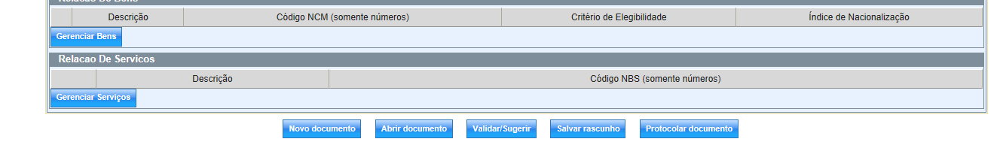 Relacao De Bens
Descrição Código NCM (somente números) Critério de Elegibilidade Índice de Nacionalização
Gerenciar Bens
Relacao De Servicos
Descrição Código NBS (somente números)
Gerenciar Serviços
Novo documento Abrir documento Validar/Sugerir Salvar rascunho Protocolar documento